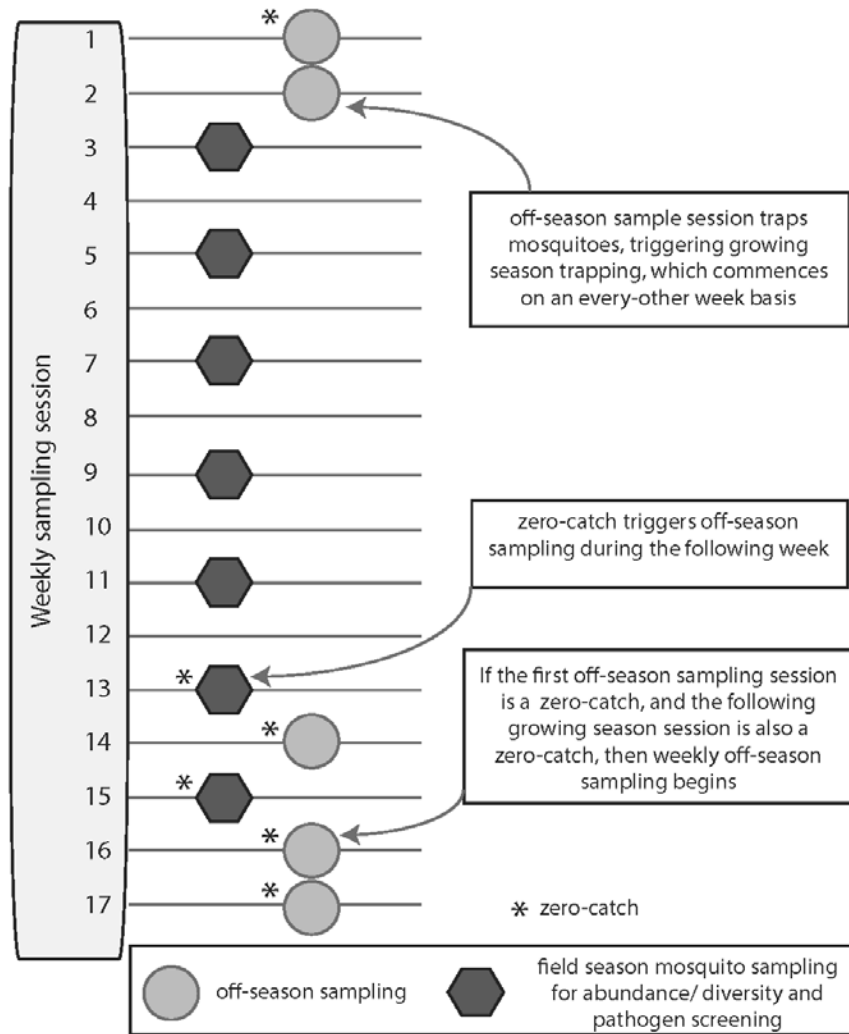 Weekly sampling session
*
1
2
3
4
5
6
7
8
9
10
11
12
* 13
* 14
* 15
* 16
* 17
off-season sample session traps
mosquitoes, triggering growing
season trapping, which commences
on an every-other week basis
zero-catch triggers off-season
sampling during the following week
If the first off-season sampling session
is a zero-catch, and the following
growing season session is also a
zero-catch, then weekly off-season
sampling begins
* zero-catch
off-season sampling
field season mosquito sampling
for abundance/ diversity and
pathogen screening